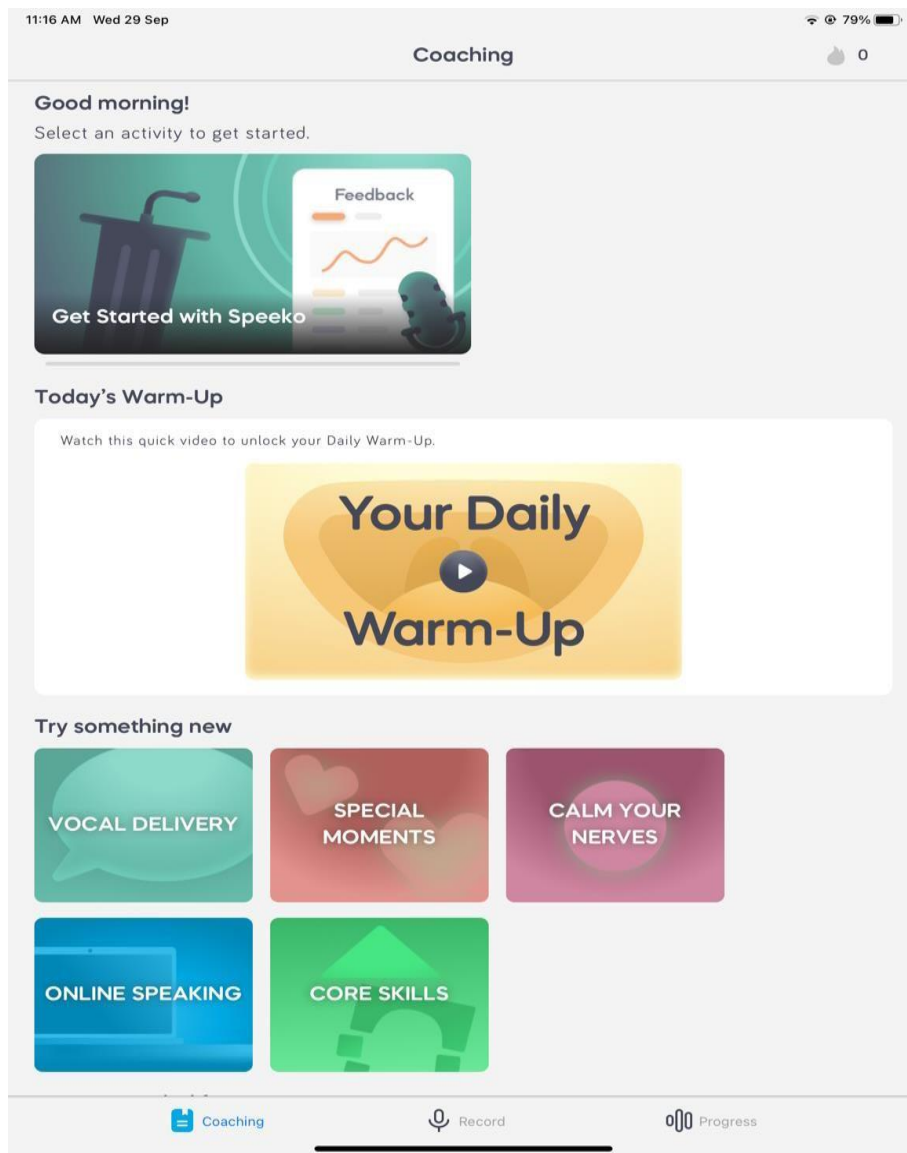 11:16 AM Wed 29 Sep
79%
Coaching
0
Good morning!
Select an activity to get started.
Feedback
Get Started with Speeko
Today's Warm-Up
Watch this quick video to unlock your Daily Warm-Up.
Your Daily
Warm-Up
Try something new
VOCAL DELIVERY
SPECIAL
MOMENTS
CALM YOUR
NERVES
ONLINE SPEAKING
CORE SKILLS
Coaching
Record
Progress